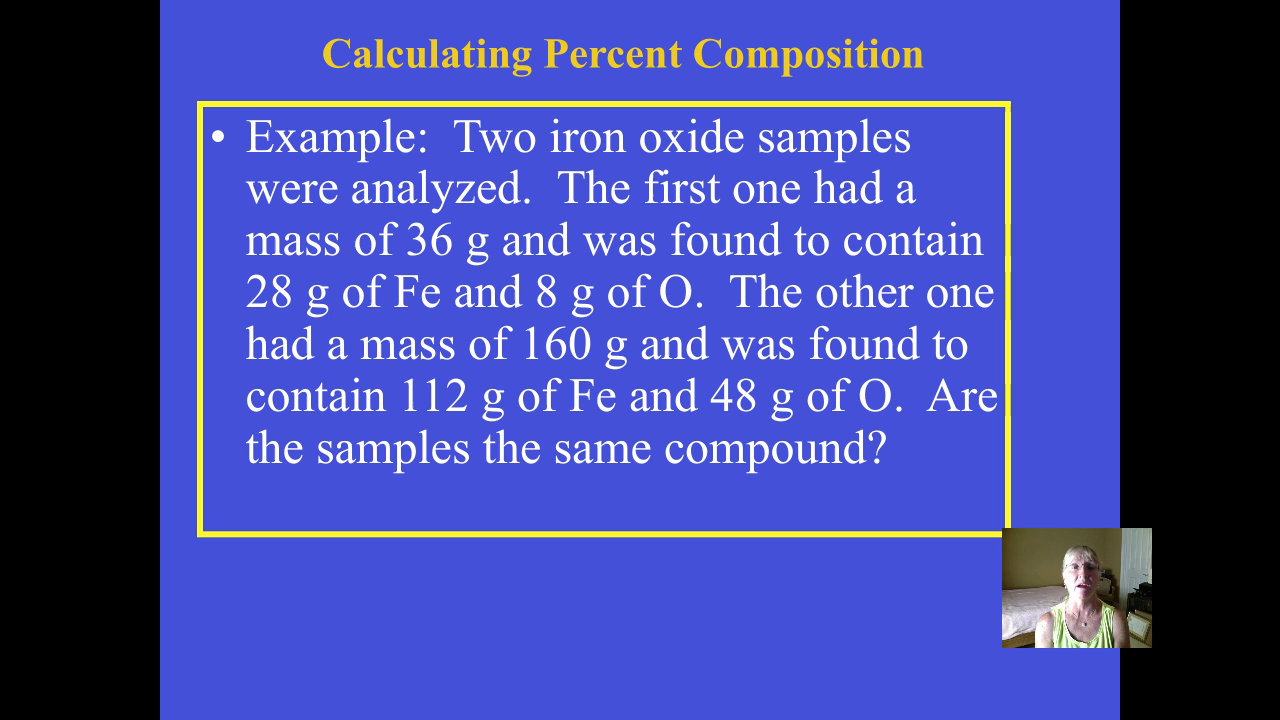 Calculating Percent Composition
• Example:  Two iron oxide samples
were analyzed.  The first one had a
mass of 36 g and was found to contain
28 g of Fe and 8 g of O.  The other one
had a mass of 160 g and was found to
contain 112 g of Fe and 48 g of O.  Are
the samples the same compound?